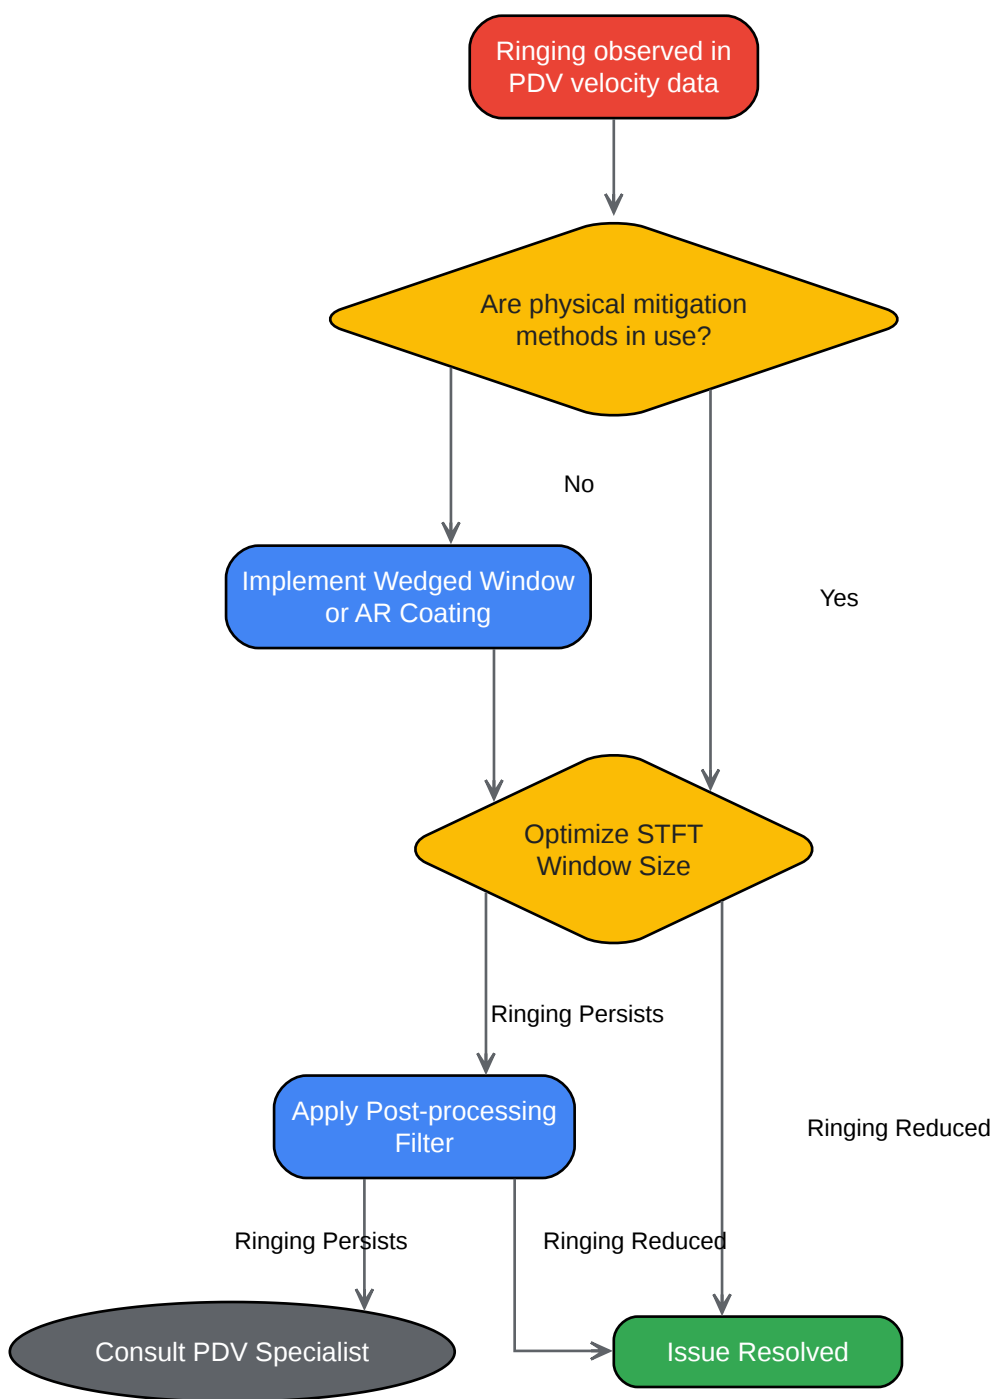 Ringing observed in
PDV velocity data
Are physical mitigation
methods in use?
No
Implement Wedged Window
or AR Coating
Yes
Optimize STFT
Window Size
Ringing Persists
Apply Post-processing
Filter
Ringing Reduced
Ringing Persists
Ringing Reduced
Consult PDV Specialist
Issue Resolved